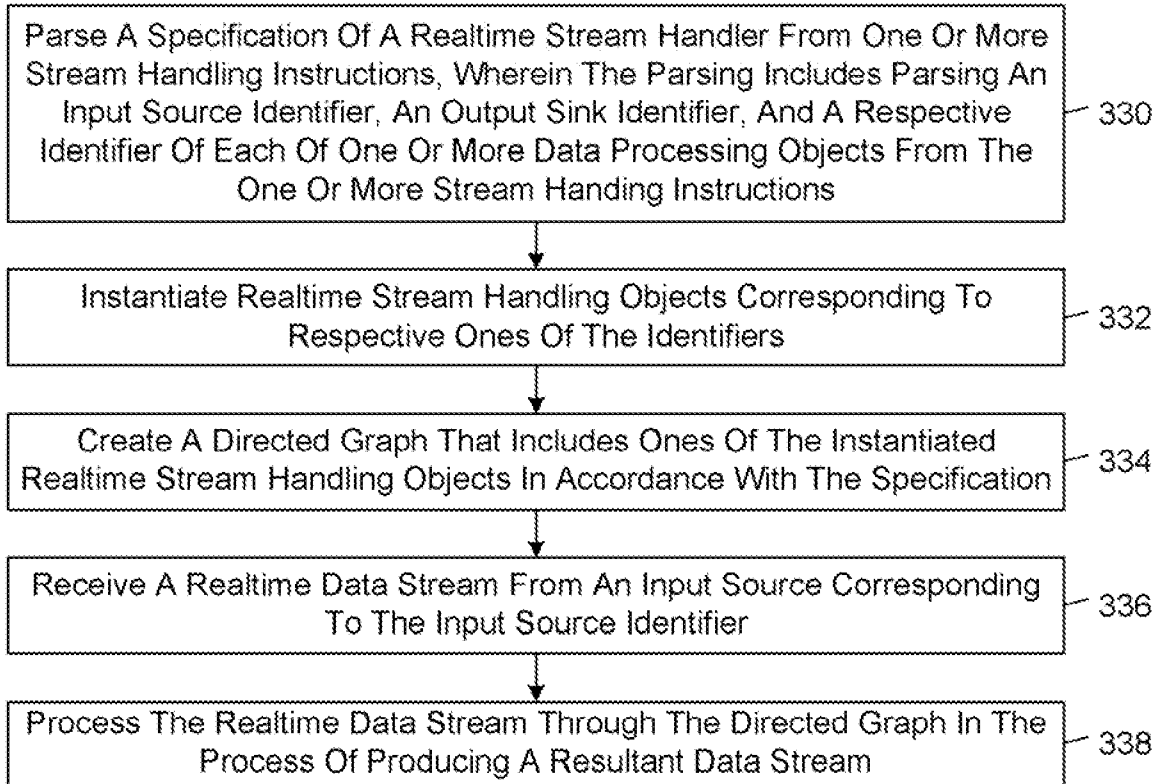 Parse A Specification Of A Realtime Stream Handler From One Or More
Stream Handling Instructions, Wherein The Parsing Includes Parsing An
Input Source Identifier, An Output Sink Identifier, And A Respective
Identifier Of Each Of One Or More Data Processing Objects From The
One Or More Stream Handing Instructions
330
Instantiate Realtime Stream Handling Objects Corresponding To
Respective Ones Of The Identifiers
332
Create A Directed Graph That Includes Ones Of The Instantiated
Realtime Stream Handling Objects In Accordance With The Specification
334
Receive A Realtime Data Stream From An Input Source Corresponding
To The Input Source Identifier
336
Process The Realtime Data Stream Through The Directed Graph In The
Process Of Producing A Resultant Data Stream
338